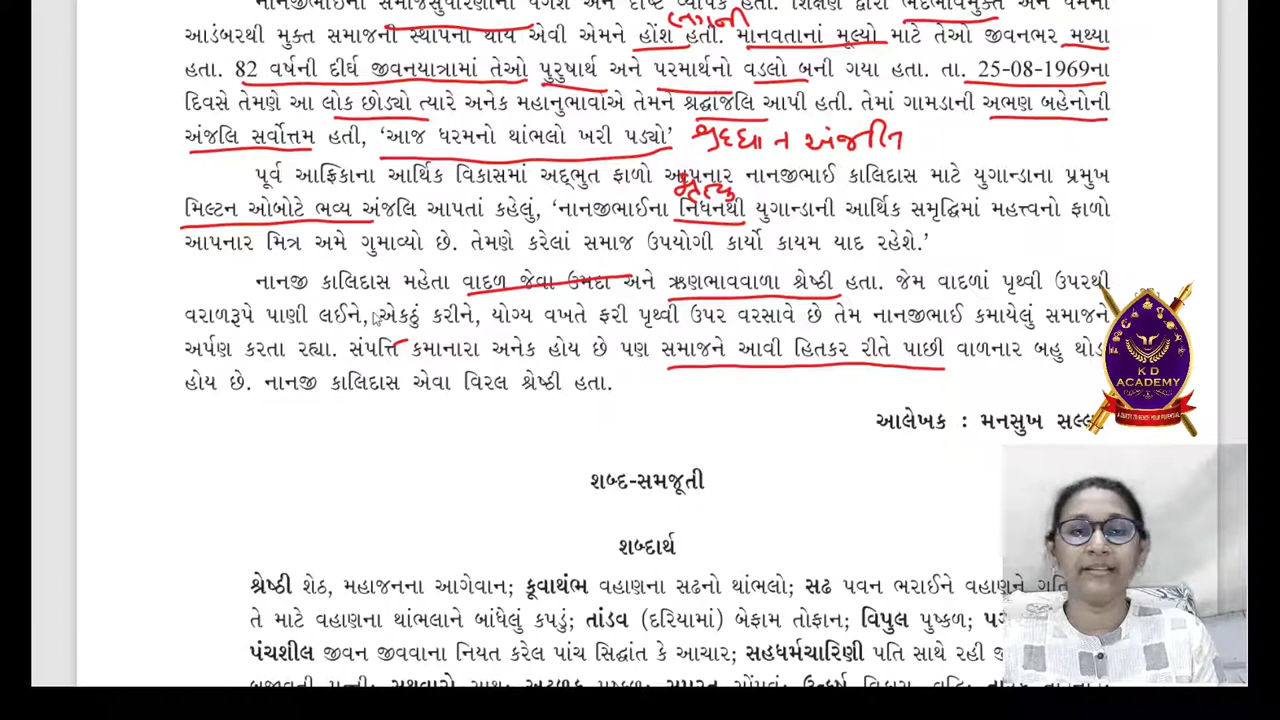 નાનજીભાઈની સમાજસુધારણાની વગેશ અને દૃષ્ટિ વ્યાપક હતી. શિક્ષણ દ્વારા ભેદભાવમુક્ત અને ધર્મના
લાગણી
આડંબરથી મુક્ત સમાજની સ્થાપના થાય એવી એમને હોંશ હતી. માનવતાનાં મૂલ્યો માટે તેઓ જીવનભર મથ્યા
હતા. 82 વર્ષની દીર્ઘ જીવનયાત્રામાં તેઓ પુરુષાર્થ અને પરમાર્થનો વડલો બની ગયા હતા. તા. 25-08-1969ના
દિવસે તેમણે આ લોક છોડ્યો ત્યારે અનેક મહાનુભાવોએ તેમને શ્રદ્ધાંજલિ આપી હતી. તેમાં ગામડાની અભણ બહેનોની
અંજલિ સર્વોત્તમ હતી, ‘આજ ધરમનો થાંભલો ખરી પડ્યો’
પૂર્વ આફ્રિકાના આર્થિક વિકાસમાં અદ્ભુત ફાળો આપનાર નાનજીભાઈ કાલિદાસ માટે યુગાન્ડાના પ્રમુખ
મૃત્યુ
મિલ્ટન ઓબોટે ભવ્ય અંજલિ આપતાં કહેલું, ‘નાનજીભાઈના નિધનથી યુગાન્ડાની આર્થિક સમૃદ્ધિમાં મહત્ત્વનો ફાળો
આપનાર મિત્ર અમે ગુમાવ્યો છે. તેમણે કરેલાં સમાજ ઉપયોગી કાર્યો કાયમ યાદ રહેશે.’
નાનજી કાલિદાસ મહેતા વાદળ જેવા ઉમદા અને ઋણભાવવાળા શ્રેષ્ઠી હતા. જેમ વાદળાં પૃથ્વી ઉપરથી
વરાળરૂપે પાણી લઈને, એકઠું કરીને, યોગ્ય વખતે ફરી પૃથ્વી ઉપર વરસાવે છે તેમ નાનજીભાઈ કમાયેલું સમાજને
અર્પણ કરતા રહ્યા. સંપત્તિ કમાનારા અનેક હોય છે પણ સમાજને આવી હિતકર રીતે પાછી વાળનાર બહુ થોડા
હોય છે. નાનજી કાલિદાસ એવા વિરલ શ્રેષ્ઠી હતા.
K D
ACADEMY
આલેખક : મનસુખ સલ્લા
શબ્દ-સમજૂતી
શબ્દાર્થ
શ્રેષ્ઠી શેઠ, મહાજનના આગેવાન; કૂવાથંભ વહાણના સઢનો થાંભલો; સઢ પવન ભરાઈને વહાણને ગતિ
તે માટે વહાણના થાંભલાને બાંધેલું કપડું; તાંડવ (દરિયામાં) બેફામ તોફાન; વિપુલ પુષ્કળ;
પંચશીલ જીવન જીવવાના નિયત કરેલ પાંચ સિદ્ધાંત કે આચાર; સહધર્મચારિણી પતિ સાથે રહી